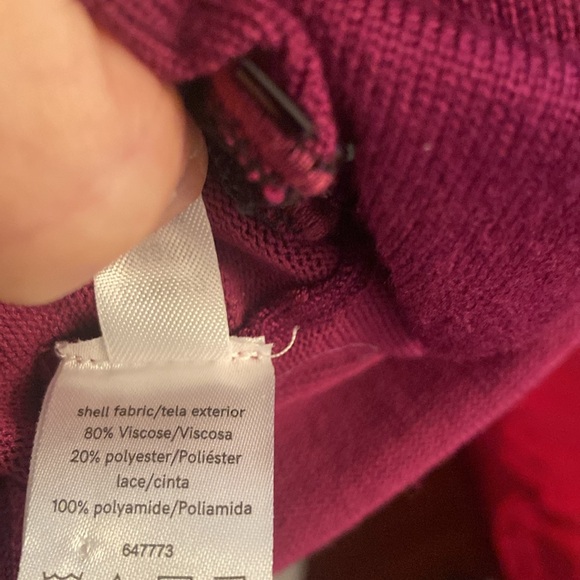 shell fabric/tela exterior
80% Viscose/Viscosa
20% polyester/Poliéster
lace/cinta
100% polyamide/Poliamida
647773